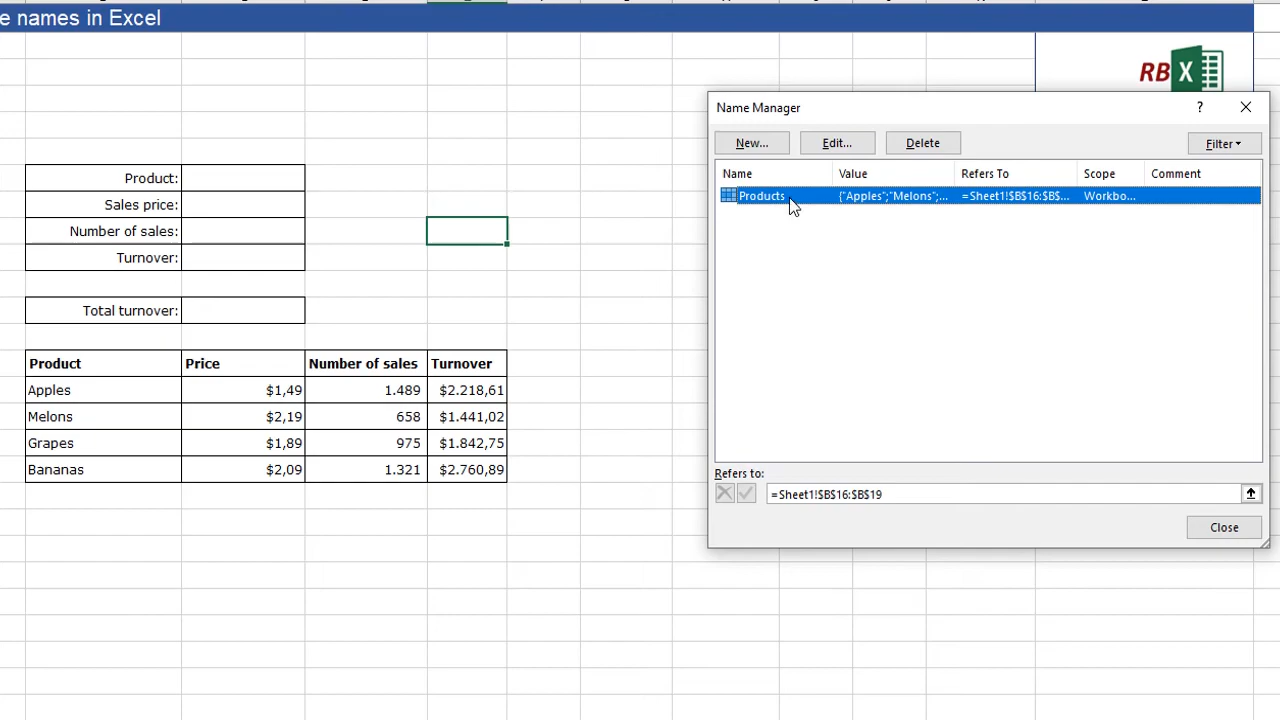 e names in Excel
RBX
Name Manager
?
New...
Edit...
Delete
Filter
Name Value Refers To Scope Comment
Products {"Apples";"Melons";... =Sheet1!$B$16:$B$... Workbo...
Product:
Sales price:
Number of sales:
Turnover:
Total turnover:
Product Price Number of sales Turnover
Apples $1,49 1.489 $2.218,61
Melons $2,19 658 $1.441,02
Grapes $1,89 975 $1.842,75
Bananas $2,09 1.321 $2.760,89
Refers to:
=Sheet1!$B$16:$B$19
Close